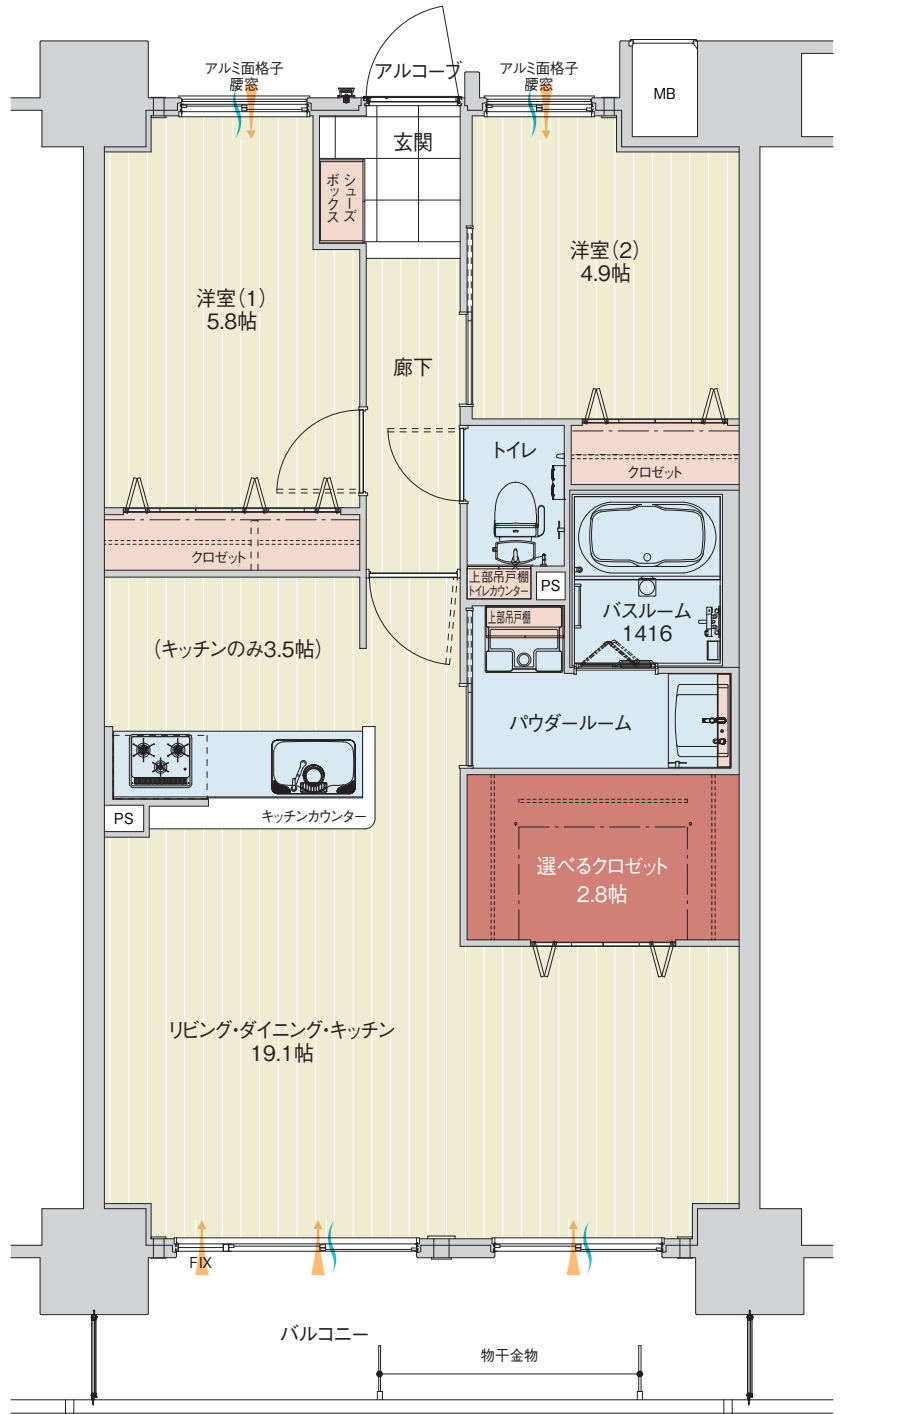 アルミ面格子
腰窓
アルコーブ
アルミ面格子
腰窓
MB
玄関
シューズ
ボックス
洋室(2)
4.9帖
洋室(1)
5.8帖
廊下
トイレ
クロゼット
クロゼット
上部吊戸棚
トイレカウンター
PS
上部吊戸棚
バスルーム
1416
(キッチンのみ3.5帖)
パウダールーム
キッチンカウンター
PS
選べるクロゼット
2.8帖
リビング・ダイニング・キッチン
19.1帖
FIX
バルコニー
物干金物